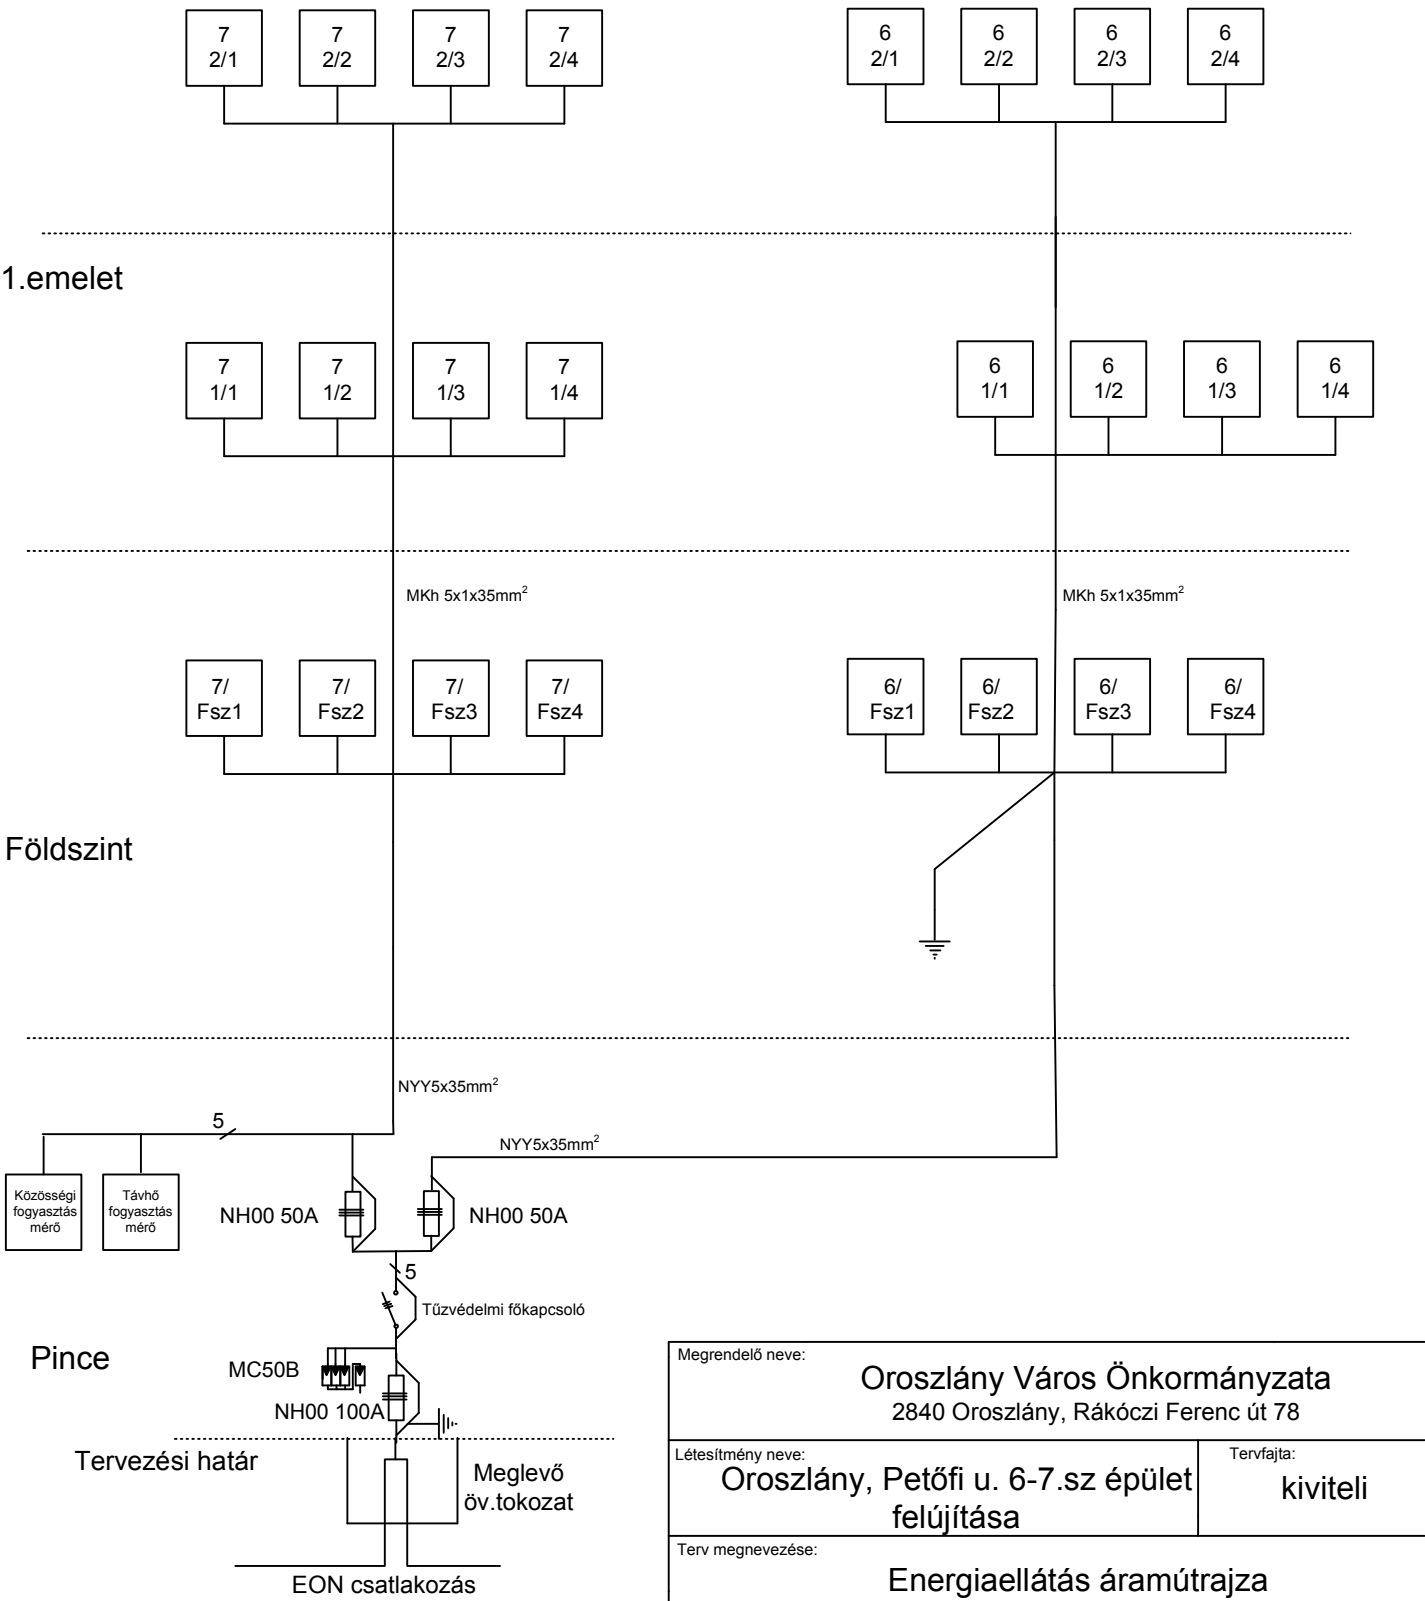 7
2/1
7
2/2
7
2/3
7
2/4
6
2/1
6
2/2
6
2/3
6
2/4
1.emelet
7
1/1
7
1/2
7
1/3
7
1/4
6
1/1
6
1/2
6
1/3
6
1/4
MKh 5x1x35mm²
MKh 5x1x35mm²
7/
Fsz1
7/
Fsz2
7/
Fsz3
7/
Fsz4
6/
Fsz1
6/
Fsz2
6/
Fsz3
6/
Fsz4
Földszint
NYY5x35mm²
5
NYY5x35mm²
Közösségi
fogyasztás
mérő
Távhő
fogyasztás
mérő
NH00 50A
NH00 50A
5
Tűzvédelmi főkapcsoló
Pince
MC50B
NH00 100A
Tervezési határ
Meglevő
öv.tokozat
EON csatlakozás
Megrendelő neve:
Oroszlány Város Önkormányzata
2840 Oroszlány, Rákóczi Ferenc út 78
Létesítmény neve:
Oroszlány, Petőfi u. 6-7.sz épület
felújítása
Tervfajta:
kiviteli
Terv megnevezése:
Energiaellátás áramútrajza